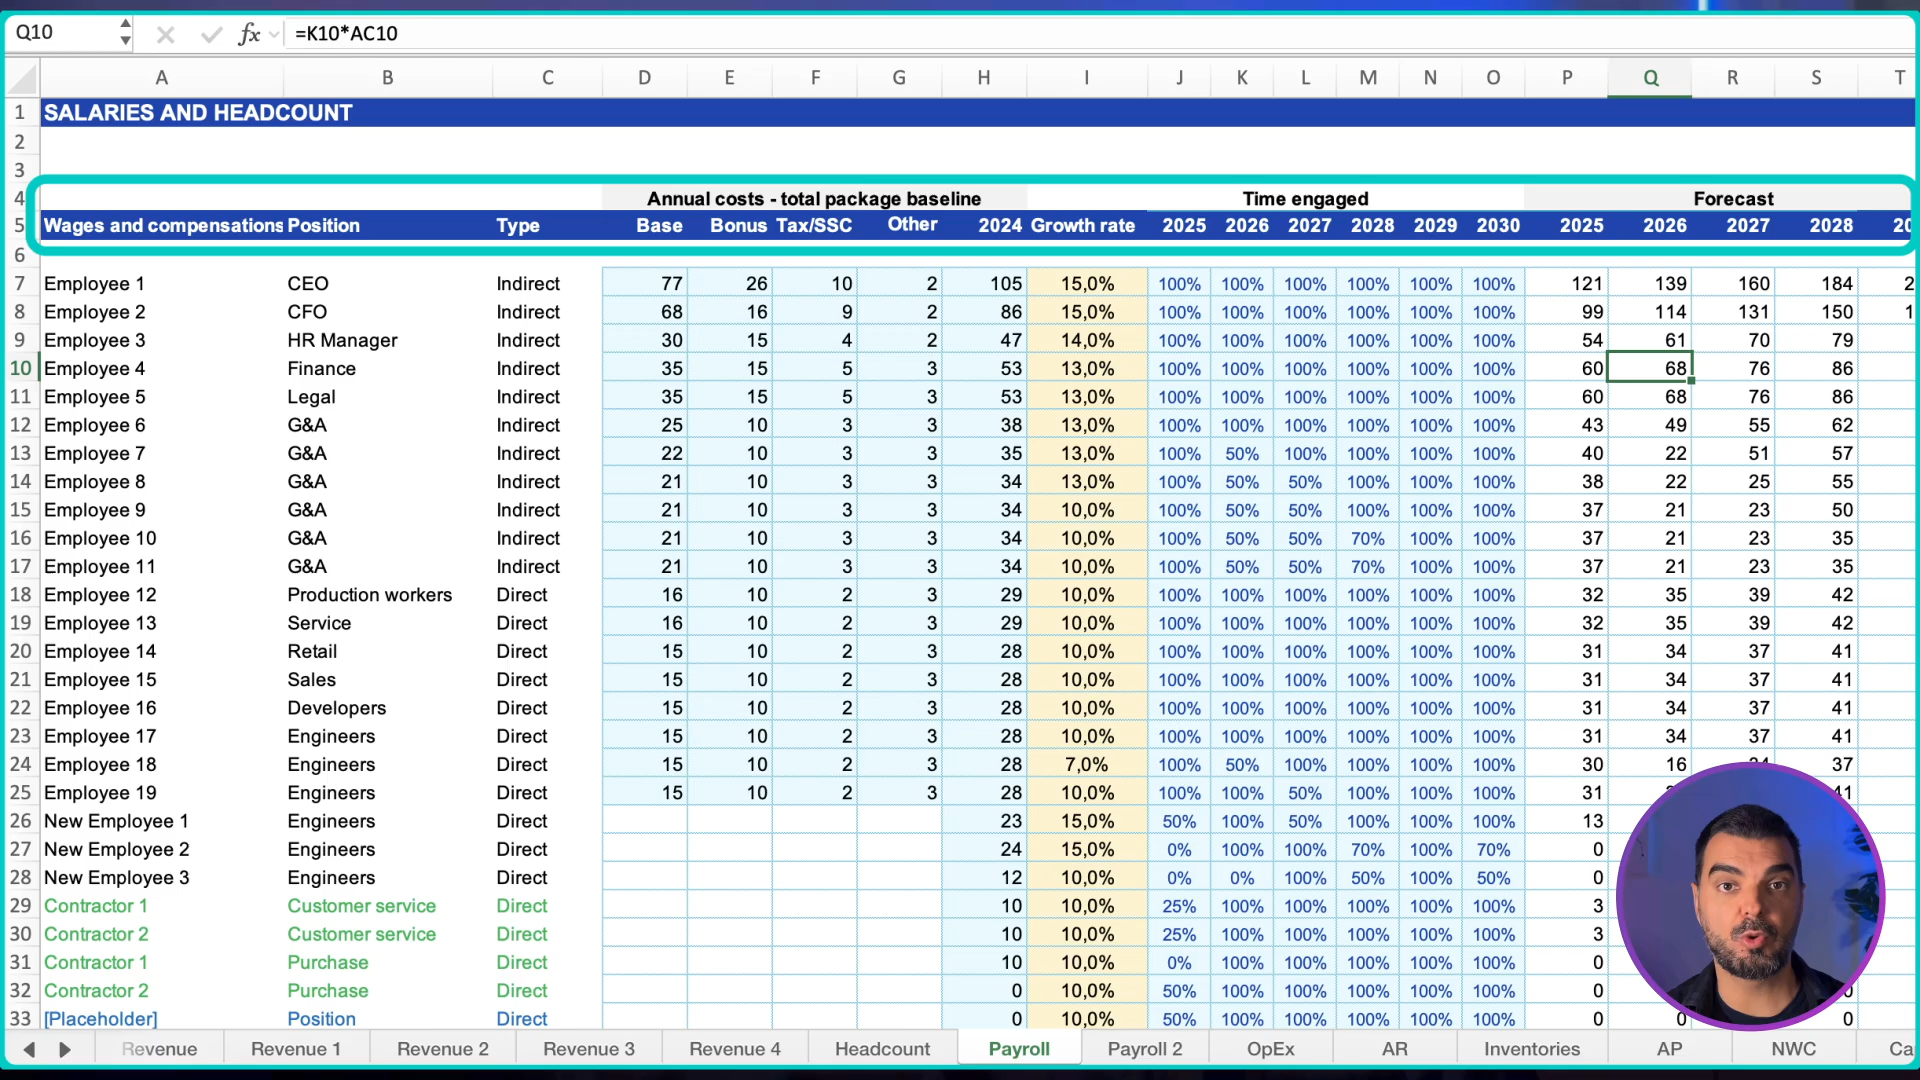 Q10 fx =K10*AC10
A B C D E F G H I J K L M N O P Q R S T
1 SALARIES AND HEADCOUNT
2
3
4 Annual costs - total package baseline Time engaged Forecast
5 Wages and compensations Position Type Base Bonus Tax/SSC Other 2024 Growth rate 2025 2026 2027 2028 2029 2030 2025 2026 2027 2028
6
7 Employee 1 CEO Indirect 77 26 10 2 105 15,0% 100% 100% 100% 100% 100% 100% 121 139 160 184
8 Employee 2 CFO Indirect 68 16 9 2 86 15,0% 100% 100% 100% 100% 100% 100% 99 114 131 150
9 Employee 3 HR Manager Indirect 30 15 4 2 47 14,0% 100% 100% 100% 100% 100% 100% 54 61 70 79
10 Employee 4 Finance Indirect 35 15 5 3 53 13,0% 100% 100% 100% 100% 100% 100% 60 68 76 86
11 Employee 5 Legal Indirect 35 15 5 3 53 13,0% 100% 100% 100% 100% 100% 100% 60 68 76 86
12 Employee 6 G&A Indirect 25 10 3 3 38 13,0% 100% 100% 100% 100% 100% 100% 43 49 55 62
13 Employee 7 G&A Indirect 22 10 3 3 35 13,0% 100% 50% 100% 100% 100% 100% 40 22 51 57
14 Employee 8 G&A Indirect 21 10 3 3 34 13,0% 100% 50% 50% 100% 100% 100% 38 22 25 55
15 Employee 9 G&A Indirect 21 10 3 3 34 10,0% 100% 50% 50% 100% 100% 100% 37 21 23 50
16 Employee 10 G&A Indirect 21 10 3 3 34 10,0% 100% 50% 50% 70% 100% 100% 37 21 23 35
17 Employee 11 G&A Indirect 21 10 3 3 34 10,0% 100% 50% 50% 70% 100% 100% 37 21 23 35
18 Employee 12 Production workers Direct 16 10 2 3 29 10,0% 100% 100% 100% 100% 100% 100% 32 35 39 42
19 Employee 13 Service Direct 16 10 2 3 29 10,0% 100% 100% 100% 100% 100% 100% 32 35 39 42
20 Employee 14 Retail Direct 15 10 2 3 28 10,0% 100% 100% 100% 100% 100% 100% 31 34 37 41
21 Employee 15 Sales Direct 15 10 2 3 28 10,0% 100% 100% 100% 100% 100% 100% 31 34 37 41
22 Employee 16 Developers Direct 15 10 2 3 28 10,0% 100% 100% 100% 100% 100% 100% 31 34 37 41
23 Employee 17 Engineers Direct 15 10 2 3 28 10,0% 100% 100% 100% 100% 100% 100% 31 34 37 41
24 Employee 18 Engineers Direct 15 10 2 3 28 7,0% 100% 50% 100% 100% 100% 100% 30 16 37
25 Employee 19 Engineers Direct 15 10 2 3 28 10,0% 100% 100% 50% 100% 100% 100% 31
26 New Employee 1 Engineers Direct 23 15,0% 50% 100% 50% 100% 100% 100% 13
27 New Employee 2 Engineers Direct 24 15,0% 0% 100% 100% 70% 100% 70% 0
28 New Employee 3 Engineers Direct 12 10,0% 0% 0% 100% 50% 100% 50% 0
29 Contractor 1 Customer service Direct 10 10,0% 25% 100% 100% 100% 100% 100% 3
30 Contractor 2 Customer service Direct 10 10,0% 25% 100% 100% 100% 100% 100% 3
31 Contractor 1 Purchase Direct 10 10,0% 0% 100% 100% 100% 100% 100% 0
32 Contractor 2 Purchase Direct 0 10,0% 50% 100% 100% 100% 100% 100% 0
33 [Placeholder] Position Direct 0 10,0% 50% 100% 100% 100% 100% 100% 0 0 0
Revenue Revenue 1 Revenue 2 Revenue 3 Revenue 4 Headcount Payroll Payroll 2 OpEx AR Inventories AP NWC